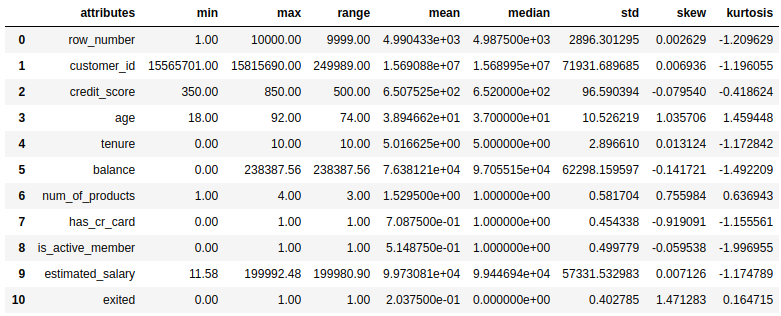 attributes min max range mean median std skew kurtosis
0 row_number 1.00 10000.00 9999.00 4.990433e+03 4.987500e+03 2896.301295 0.002629 -1.209629
1 customer_id 15565701.00 15815690.00 249989.00 1.569088e+07 1.568995e+07 71931.689685 0.006936 -1.196055
2 credit_score 350.00 850.00 500.00 6.507525e+02 6.520000e+02 96.590394 -0.079540 -0.418624
3 age 18.00 92.00 74.00 3.894662e+01 3.700000e+01 10.526219 1.035706 1.459448
4 tenure 0.00 10.00 10.00 5.016625e+00 5.000000e+00 2.896610 0.013124 -1.172842
5 balance 0.00 238387.56 238387.56 7.638121e+04 9.705515e+04 62298.159597 -0.141721 -1.492209
6 num_of_products 1.00 4.00 3.00 1.529500e+00 1.000000e+00 0.581704 0.755984 0.636943
7 has_cr_card 0.00 1.00 1.00 7.087500e-01 1.000000e+00 0.454338 -0.919091 -1.155561
8 is_active_member 0.00 1.00 1.00 5.148750e-01 1.000000e+00 0.499779 -0.059538 -1.996955
9 estimated_salary 11.58 199992.48 199980.90 9.973081e+04 9.944694e+04 57331.532983 0.007126 -1.174789
10 exited 0.00 1.00 1.00 2.037500e-01 0.000000e+00 0.402785 1.471283 0.164715